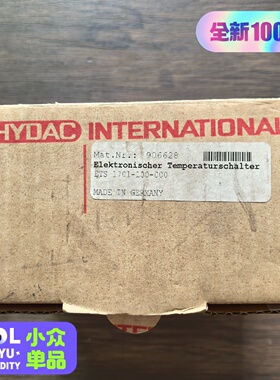 全新100
HYDAC INTERNATIONAL
Mat.Nr.: 906628
Elektronischer Temperaturschalter
ETS 1701-100-000
MADE IN GERMANY
小众
单品